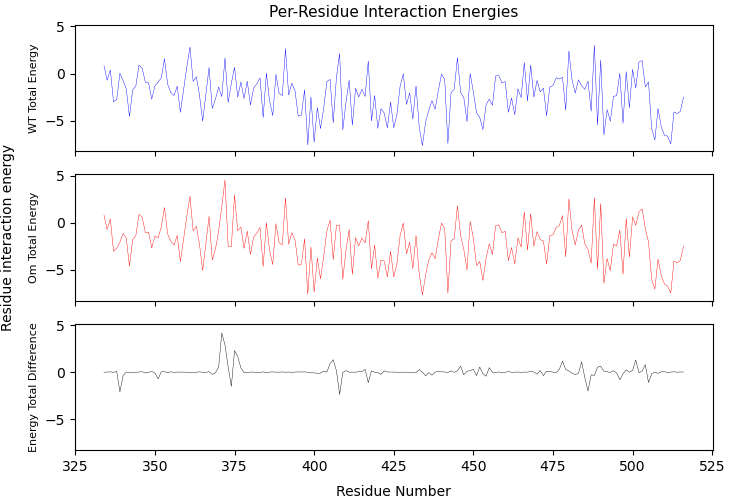 Per-Residue Interaction Energies
Residue interaction energy
WT Total Energy
5
0
−5
Om Total Energy
5
0
−5
Energy Total Difference
5
0
−5
325 350 375 400 425 450 475 500 525
Residue Number